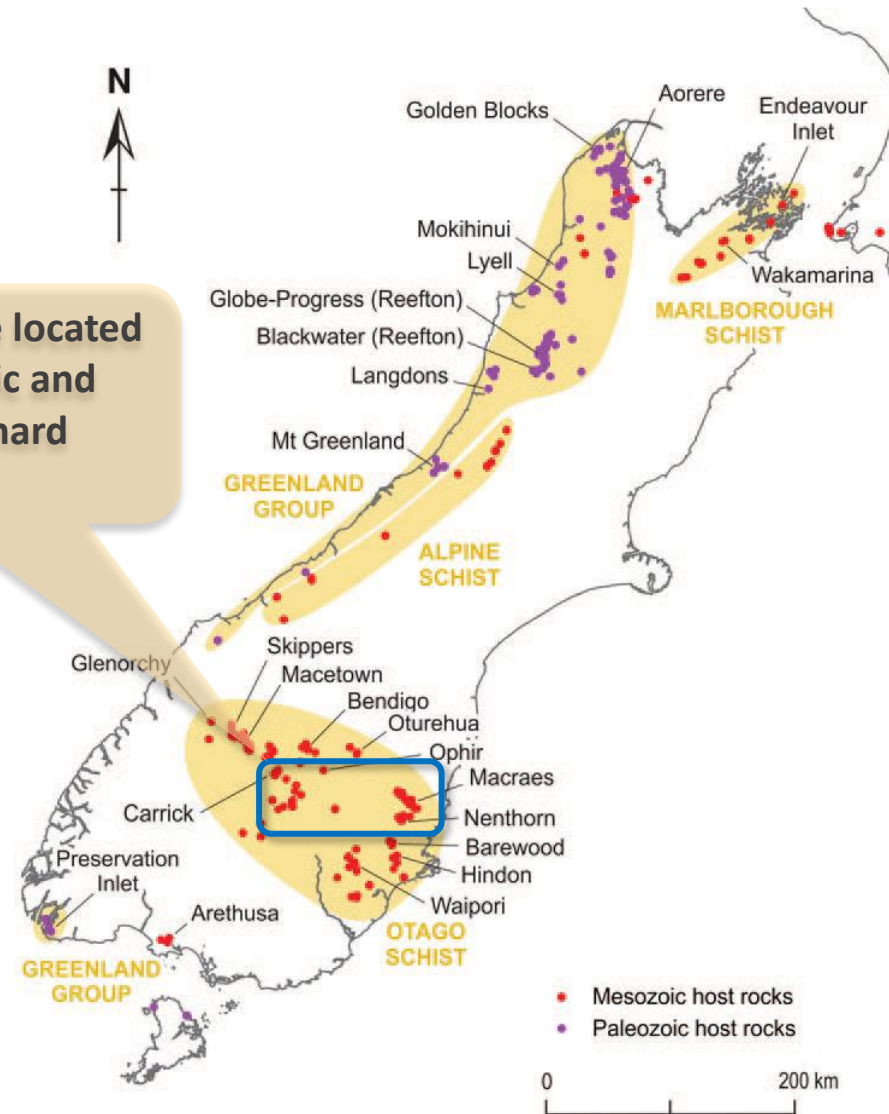 N
Golden Blocks
Aorere
Endeavour
Inlet
Mokihinui
Lyell
Wakamarina
Globe-Progress (Reefton)
MARLBOROUGH
SCHIST
Blackwater (Reefton)
Langdons
located
ic and
hard
Mt Greenland
GREENLAND
GROUP
ALPINE
SCHIST
Glenorchy
Skippers
Macetown
Bendigo
Oturehua
Ophir
Macraes
Carrick
Nenthorn
Barewood
Preservation
Inlet
Hindon
Arethusa
Waipori
OTAGO
SCHIST
GREENLAND
GROUP
Mesozoic host rocks
Paleozoic host rocks
0
200 km